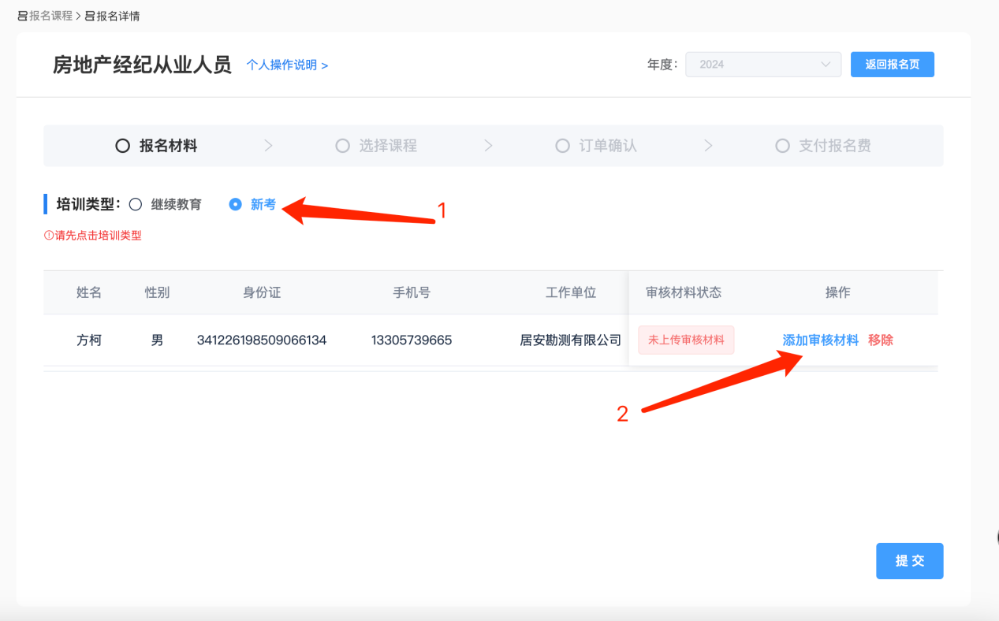 报名课程 > 报名详情
房地产经纪从业人员 个人操作说明 > 年度： 2024 返回报名页
报名材料 > 选择课程 > 订单确认 > 支付报名费
培训类型： 继续教育 新考 1
请先点击培训类型
姓名 性别 身份证 手机号 工作单位 审核材料状态 操作
方柯 男 341226198509066134 13305739665 居安勘测有限公司 未上传审核材料 添加审核材料 移除
2
提交